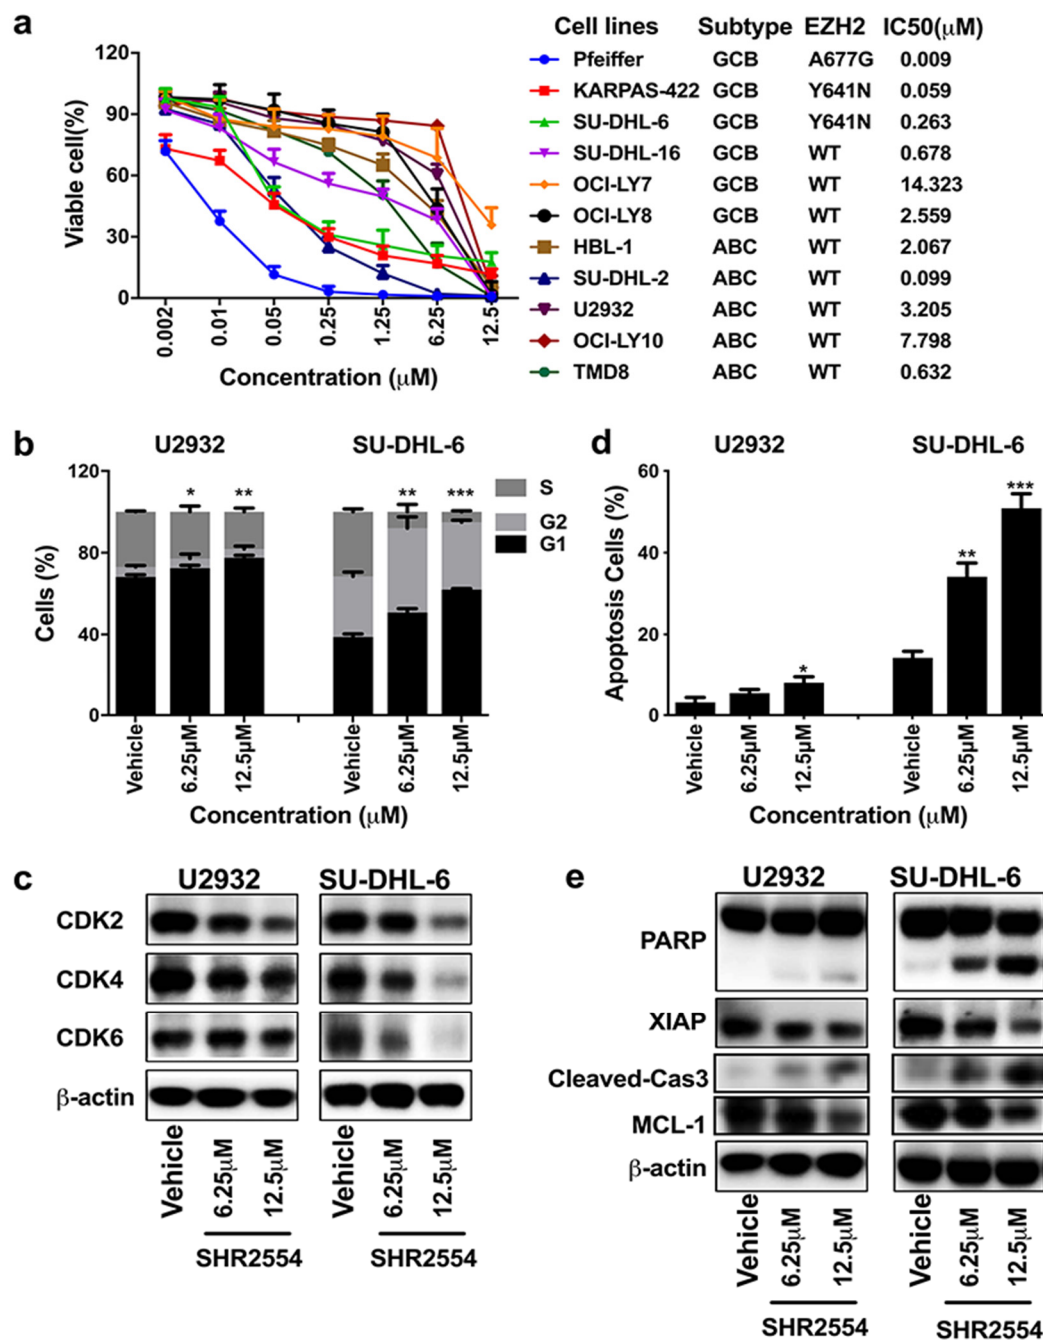 a
Cell lines Subtype EZH2 IC50(μM)
Pfeiffer GCB A677G 0.009
KARPAS-422 GCB Y641N 0.059
SU-DHL-6 GCB Y641N 0.263
SU-DHL-16 GCB WT 0.678
OCI-LY7 GCB WT 14.323
OCI-LY8 GCB WT 2.559
HBL-1 ABC WT 2.067
SU-DHL-2 ABC WT 0.099
U2932 ABC WT 3.205
OCI-LY10 ABC WT 7.798
TMD8 ABC WT 0.632
Viable cell(%)
120
90
60
30
0
0.002 0.01 0.05 0.25 1.25 6.25 12.5
Concentration (μM)
b
U2932 SU-DHL-6
Cells (%)
120
80
40
0
* ** ** ***
S
G2
G1
Vehicle 6.25μM 12.5μM Vehicle 6.25μM 12.5μM
Concentration (μM)
d
U2932 SU-DHL-6
Apoptosis Cells (%)
60
40
20
0
* ** ***
Vehicle 6.25μM 12.5μM Vehicle 6.25μM 12.5μM
Concentration (μM)
c
U2932 SU-DHL-6
CDK2
CDK4
CDK6
β-actin
Vehicle 6.25μM 12.5μM Vehicle 6.25μM 12.5μM
SHR2554 SHR2554
e
U2932 SU-DHL-6
PARP
XIAP
Cleaved-Cas3
MCL-1
β-actin
Vehicle 6.25μM 12.5μM Vehicle 6.25μM 12.5μM
SHR2554 SHR2554